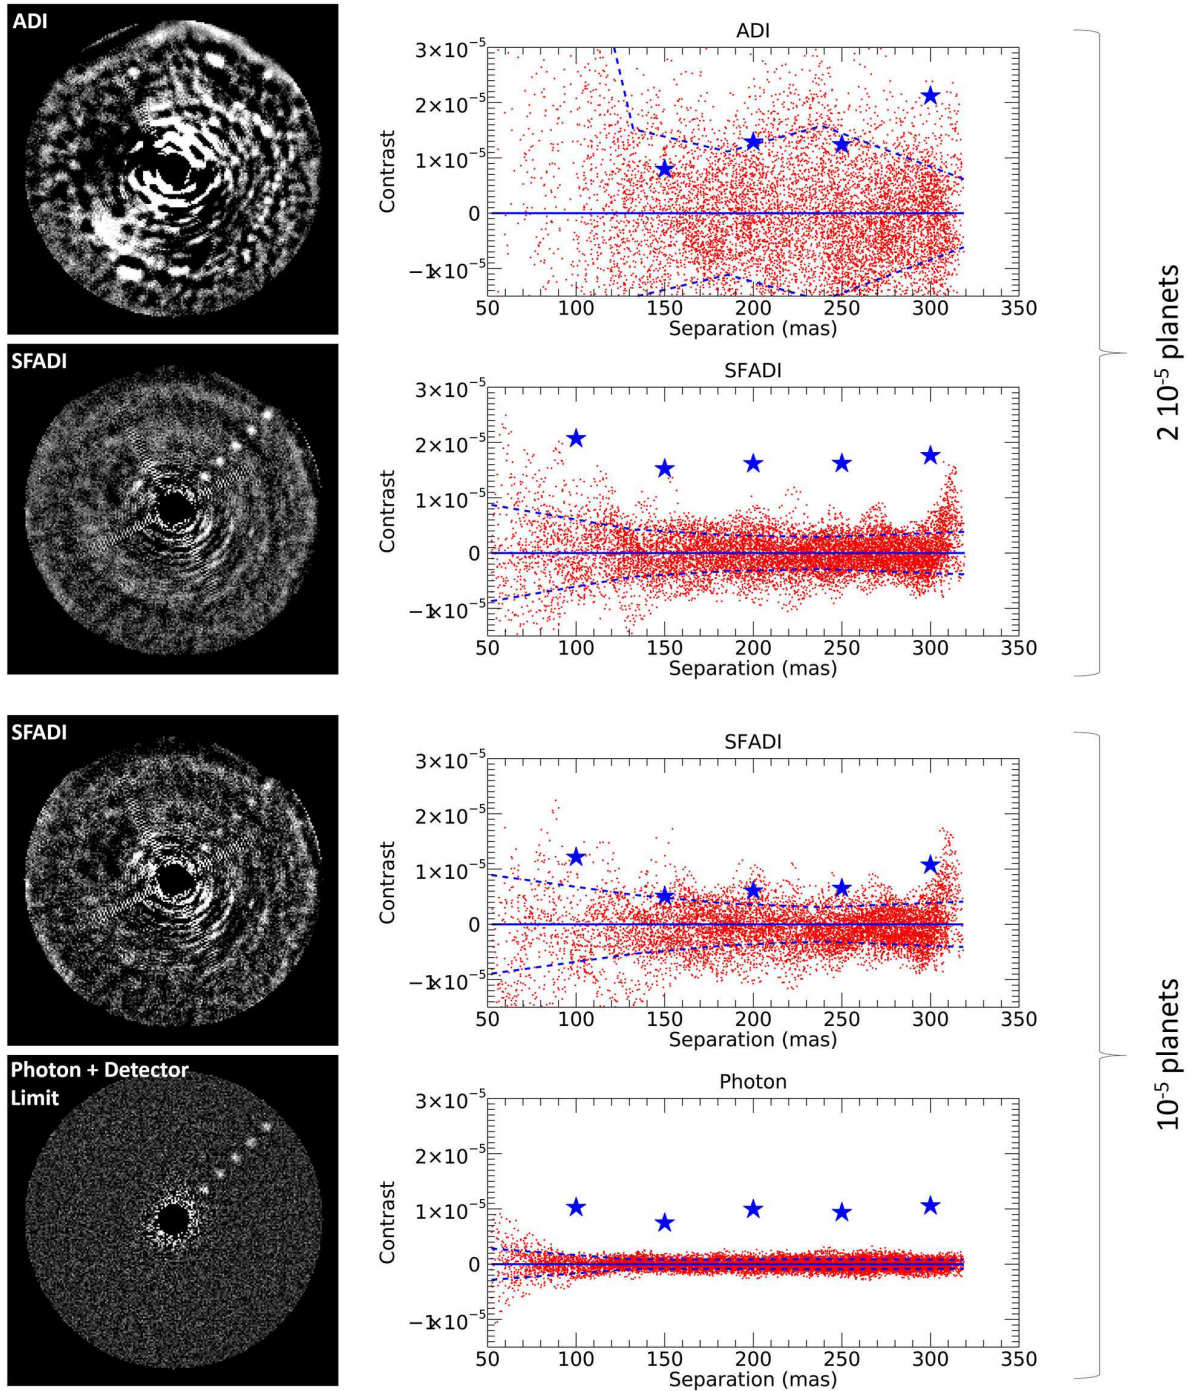 ADI
ADI
3×10⁻⁵
2×10⁻⁵
1×10⁻⁵
0
−1×10⁻⁵
Contrast
50 100 150 200 250 300 350
Separation (mas)
SFADI
SFADI
3×10⁻⁵
2×10⁻⁵
1×10⁻⁵
0
−1×10⁻⁵
Contrast
50 100 150 200 250 300 350
Separation (mas)
2 10⁻⁵ planets
SFADI
SFADI
3×10⁻⁵
2×10⁻⁵
1×10⁻⁵
0
−1×10⁻⁵
Contrast
50 100 150 200 250 300 350
Separation (mas)
Photon + Detector
Limit
Photon
3×10⁻⁵
2×10⁻⁵
1×10⁻⁵
0
−1×10⁻⁵
Contrast
50 100 150 200 250 300 350
Separation (mas)
10⁻⁵ planets